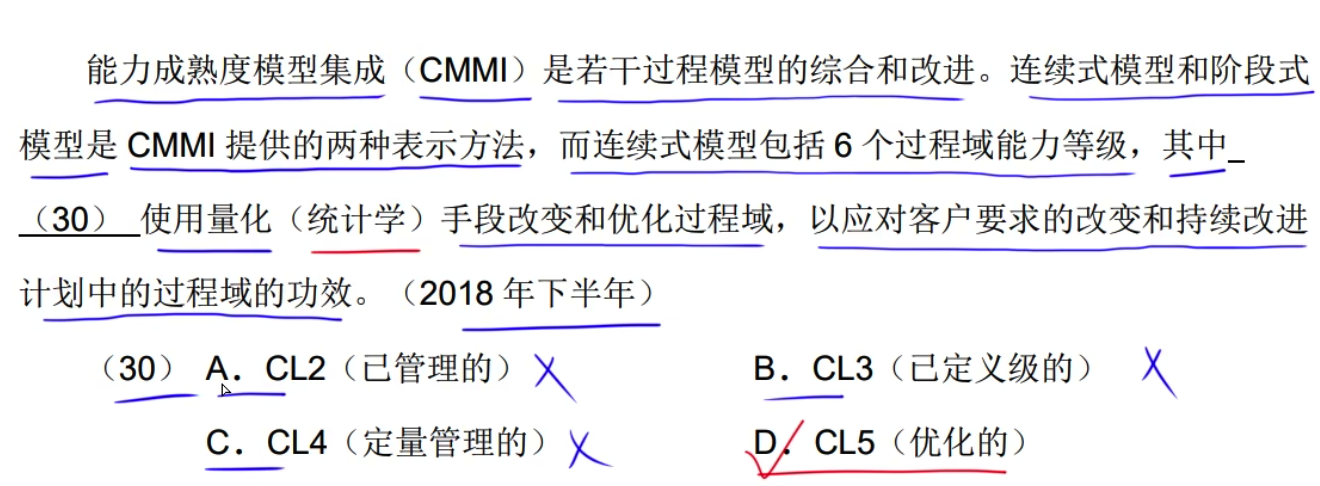 能力成熟度模型集成（CMMI）是若干过程模型的综合和改进。连续式模型和阶段式
模型是 CMMI 提供的两种表示方法，而连续式模型包括 6 个过程域能力等级，其中_
（30）_使用量化（统计学）手段改变和优化过程域，以应对客户要求的改变和持续改进
计划中的过程域的功效。（2018 年下半年）
（30） A．CL2（已管理的） B．CL3（已定义级的）
C．CL4（定量管理的） D．CL5（优化的）